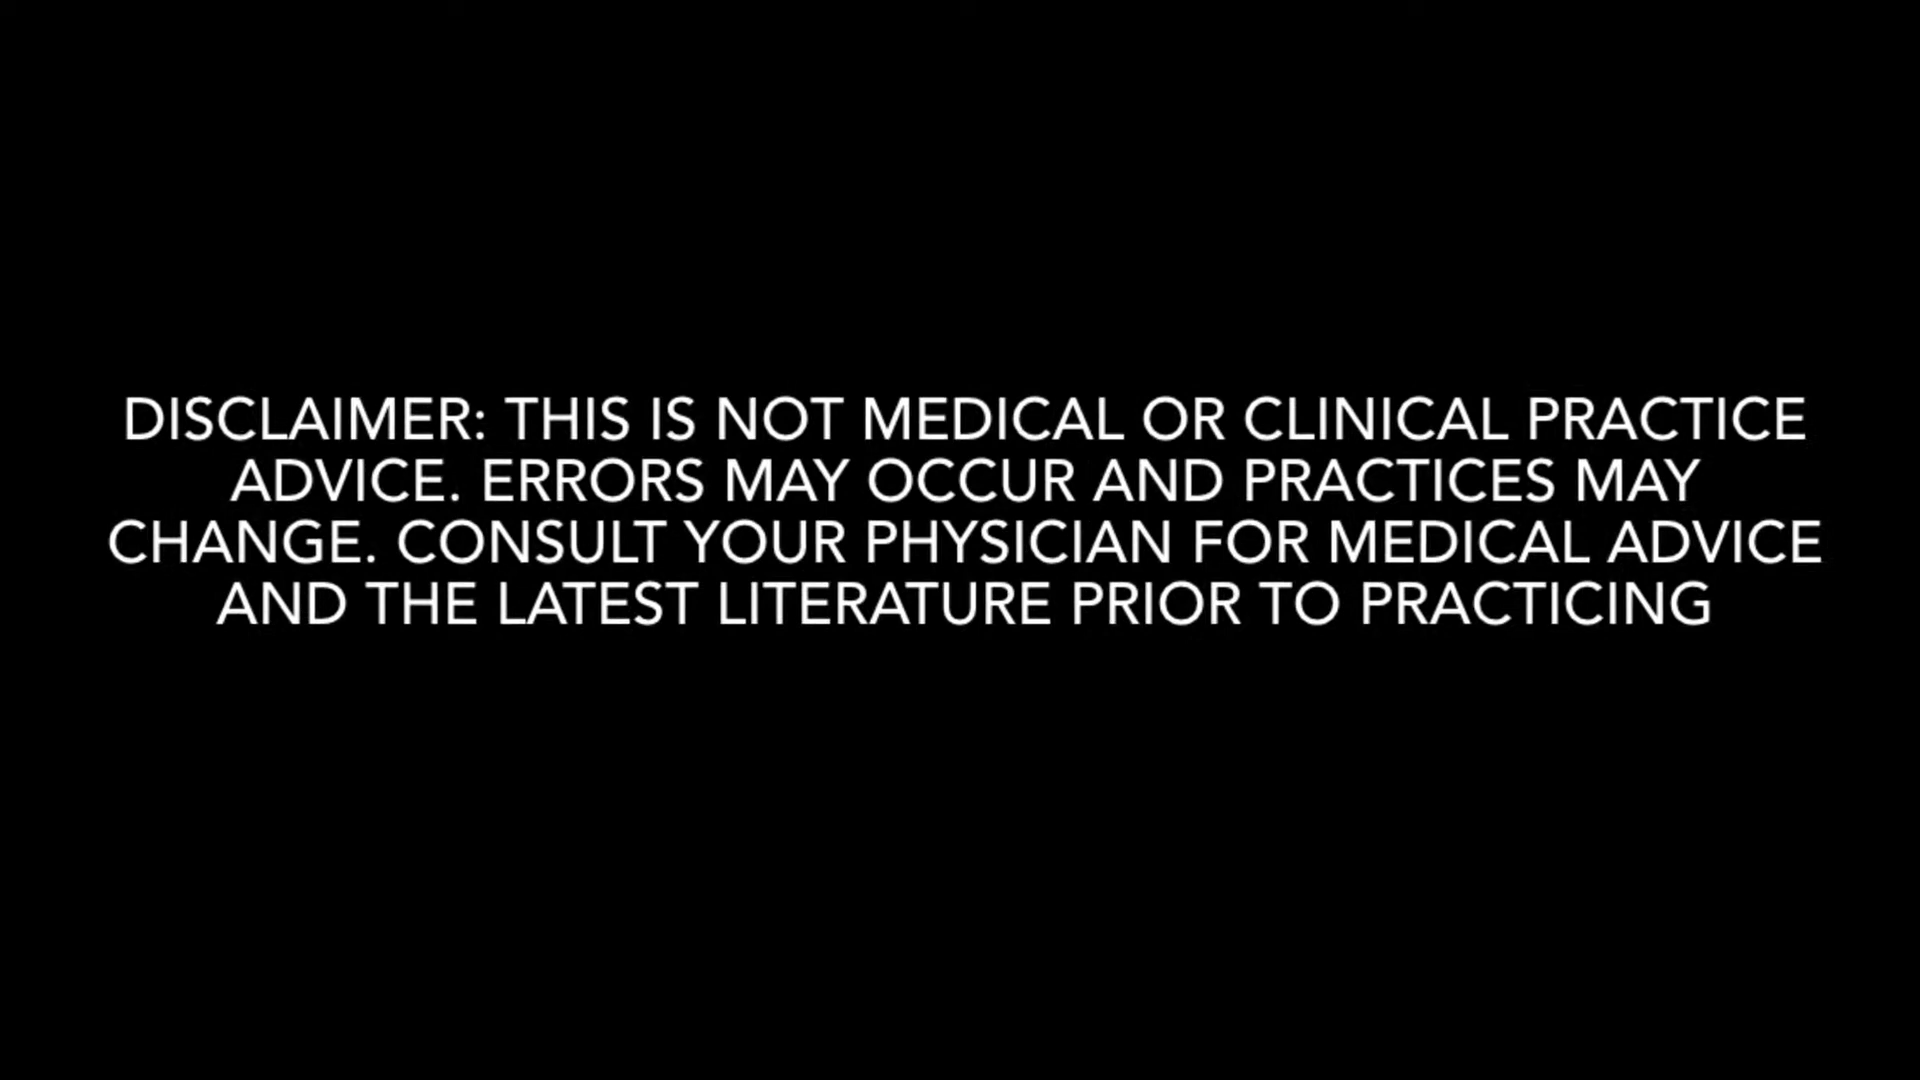 DISCLAIMER: THIS IS NOT MEDICAL OR CLINICAL PRACTICE
ADVICE. ERRORS MAY OCCUR AND PRACTICES MAY
CHANGE. CONSULT YOUR PHYSICIAN FOR MEDICAL ADVICE
AND THE LATEST LITERATURE PRIOR TO PRACTICING